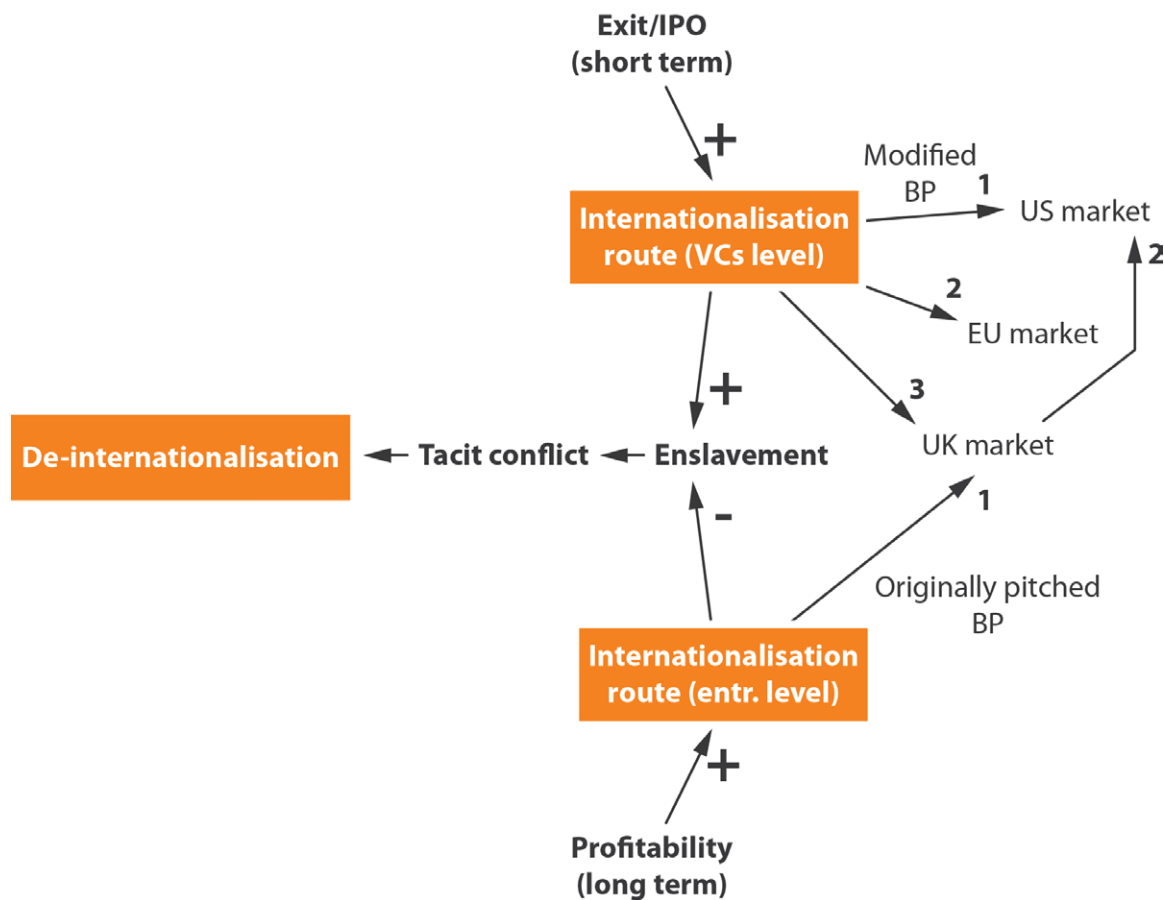 Exit/IPO
(short term)
+
Modified
BP
1
US market
Internationalisation
route (VCs level)
2
2
EU market
+
3
De-internationalisation
Tacit conflict
Enslavement
UK market
-
1
Originally pitched
BP
Internationalisation
route (entr. level)
+
Profitability
(long term)